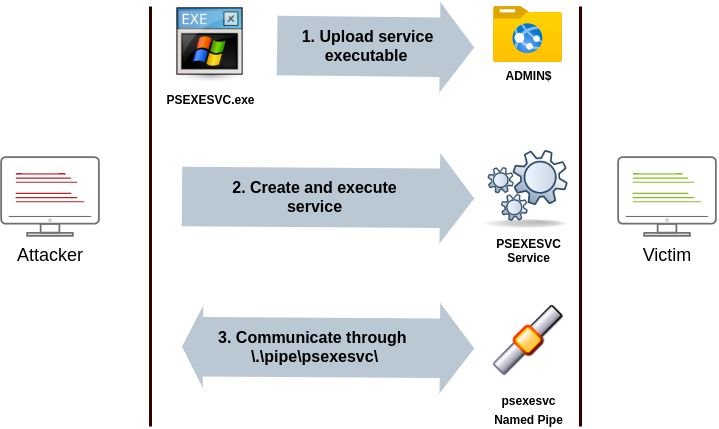 EXE
1. Upload service
executable
ADMIN$
PSEXESVC.exe
2. Create and execute
service
PSEXESVC
Service
Attacker
Victim
3. Communicate through
\.\pipe\psexesvc\
psexesvc
Named Pipe